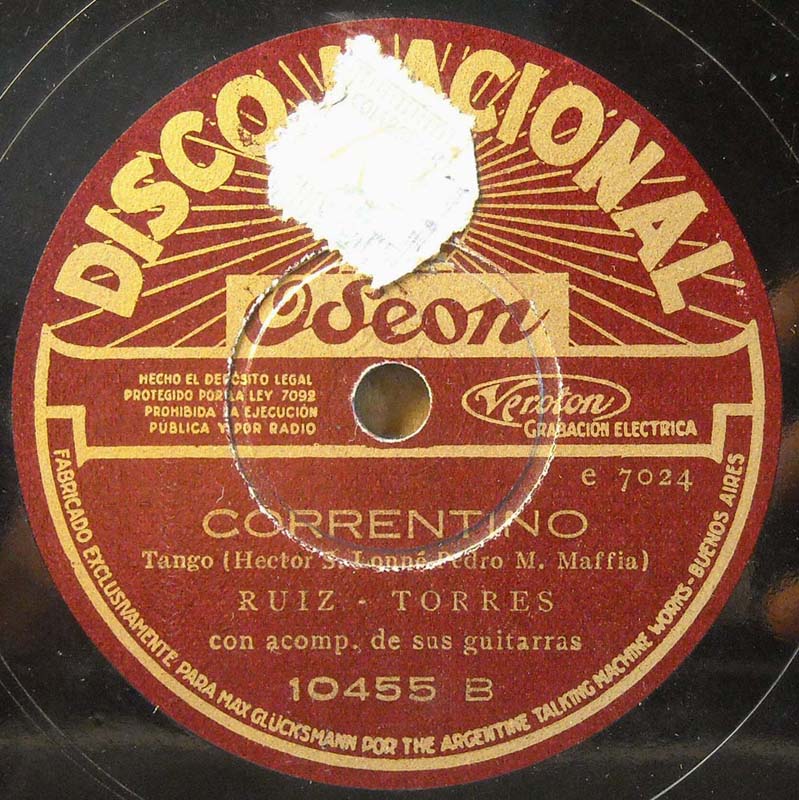 DISCO NACIONAL
Odeon
HECHO EL DEPÓSITO LEGAL
PROTEGIDO POR LA LEY 7092
PROHIBIDA LA EJECUCIÓN
PÚBLICA Y POR RADIO
Veroton
GRABACIÓN ELECTRICA
e 7024
CORRENTINO
Tango (Hector S. Lonné-Pedro M. Maffia)
RUIZ - TORRES
con acomp. de sus guitarras
10455 B
FABRICADO EXCLUSIVAMENTE PARA MAX GLÜCKSMANN POR THE ARGENTINE TALKING MACHINE WORKS - BUENOS AIRES